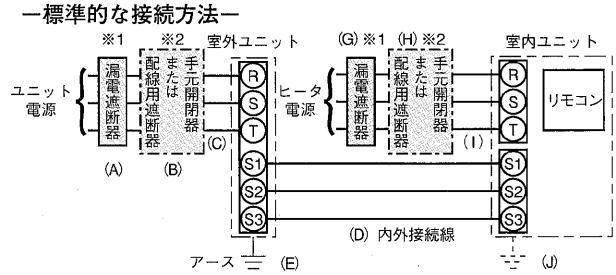 ー標準的な接続方法ー
※1
※2
室外ユニット
(G) ※1
(H) ※2
室内ユニット
ユニット
電源
漏電遮断器
手元開閉器
または
配線用遮断器
R
S
T
S1
S2
S3
(A)
(B)
(C)
ヒータ
電源
漏電遮断器
手元開閉器
または
配線用遮断器
(I)
R
S
T
S1
S2
S3
リモコン
(D) 内外接続線
アース
(E)
(J)